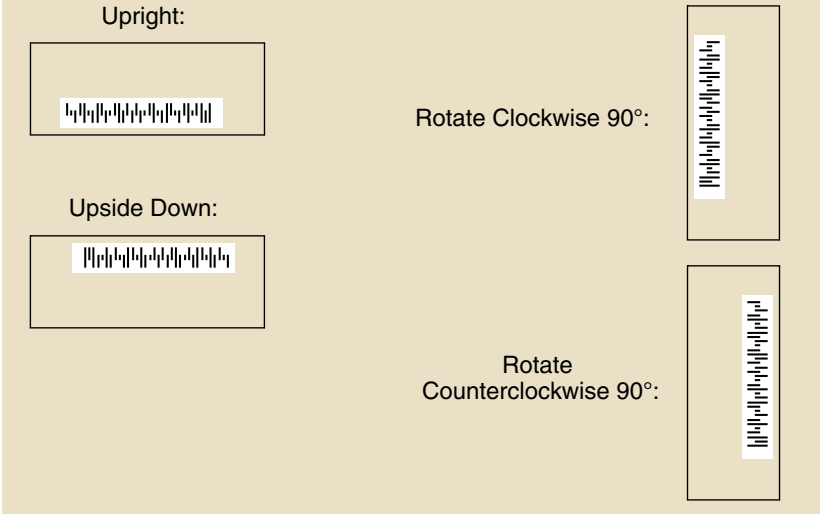 Upright:
Rotate Clockwise 90°:
Upside Down:
Rotate
Counterclockwise 90°: